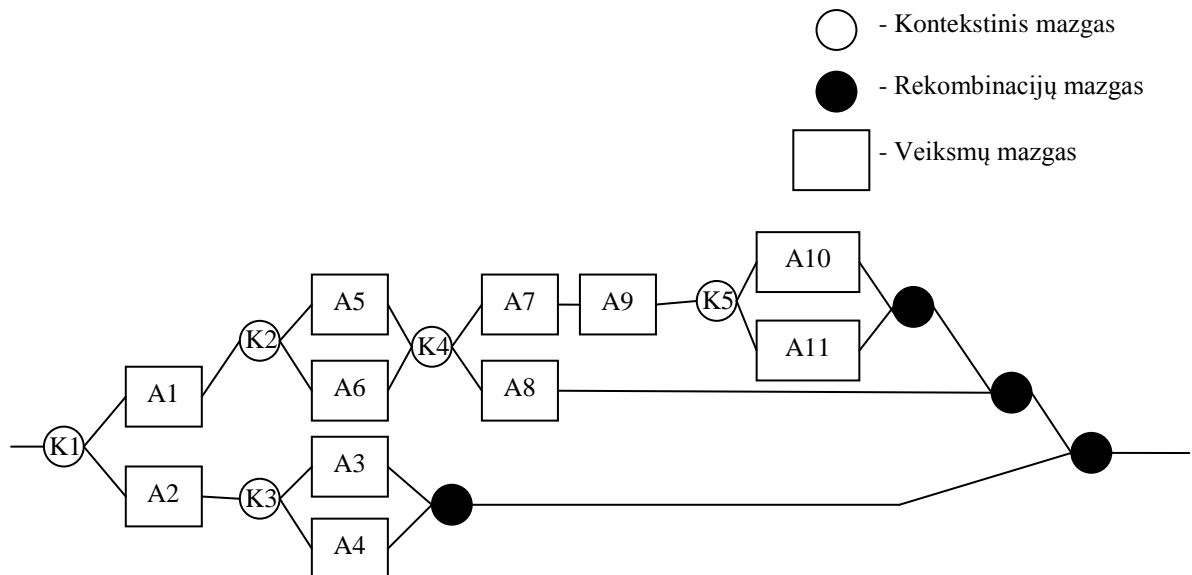 - Kontekstinis mazgas
- Rekombinacijų mazgas
- Veiksmų mazgas
A10
A5
A7
A9
K5
K2
K4
A11
A1
A6
A8
K1
A3
A2
K3
A4